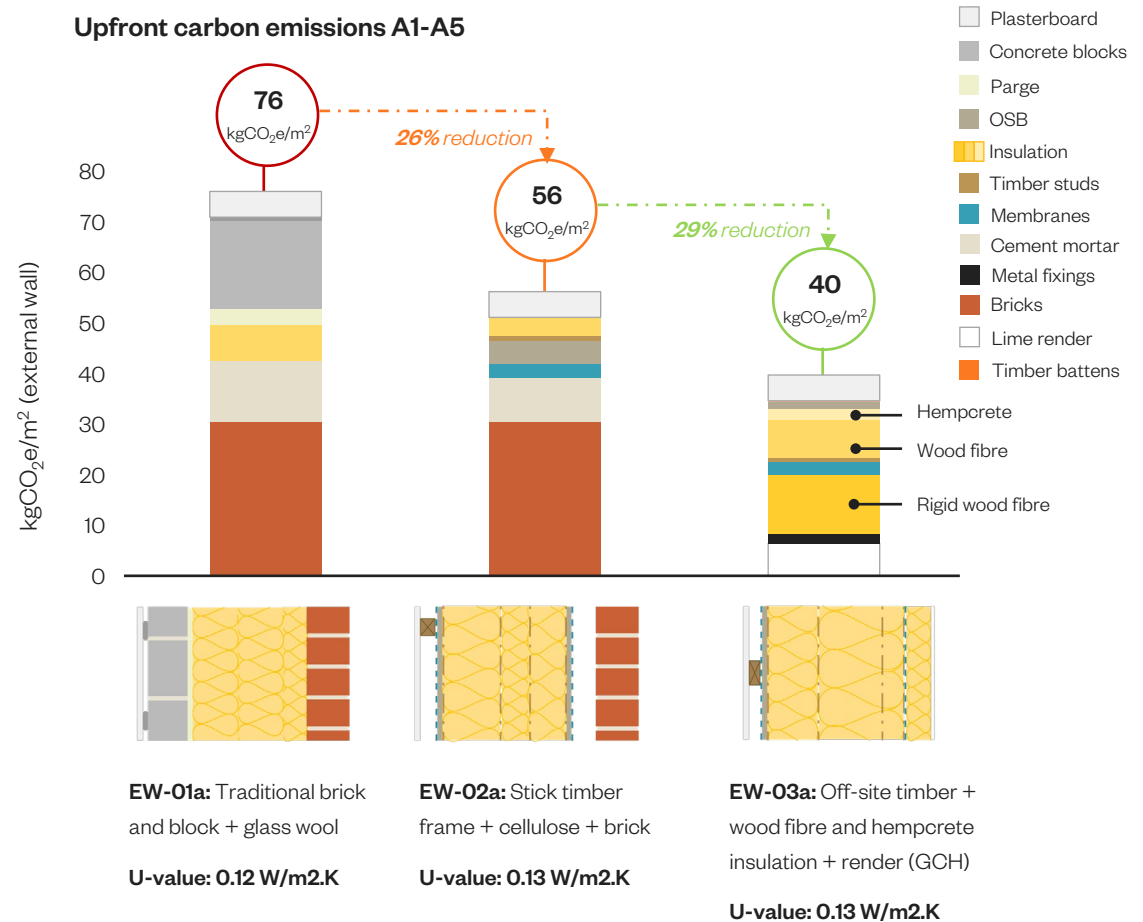 Upfront carbon emissions A1-A5
Plasterboard
Concrete blocks
Parge
OSB
Insulation
Timber studs
Membranes
Cement mortar
Metal fixings
Bricks
Lime render
Timber battens
76
kgCO₂e/m²
26% reduction
56
kgCO₂e/m²
29% reduction
40
kgCO₂e/m²
kgCO₂e/m² (external wall)
80
70
60
50
40
30
20
10
0
Hempcrete
Wood fibre
Rigid wood fibre
EW-01a: Traditional brick
and block + glass wool
U-value: 0.12 W/m2.K
EW-02a: Stick timber
frame + cellulose + brick
U-value: 0.13 W/m2.K
EW-03a: Off-site timber +
wood fibre and hempcrete
insulation + render (GCH)
U-value: 0.13 W/m2.K